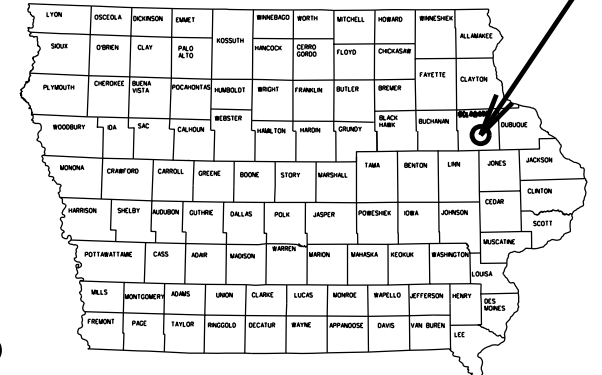 LYON OSCEOLA DICKINSON EMMET WINNEBAGO WORTH MITCHELL HOWARD WINNESHIEK
ALLAMAKEE
KOSSUTH
SIOUX O'BRIEN CLAY PALO ALTO HANCOCK CERRO GORDO FLOYD CHICKASAW
FAYETTE CLAYTON
PLYMOUTH CHEROKEE BUENA VISTA POCAHONTAS HUMBOLDT WRIGHT FRANKLIN BUTLER BREMER
WEBSTER BLACK HAWK BUCHANAN DUBUQUE
WOODBURY IDA SAC CALHOUN HAMILTON HARDIN GRUNDY
MONONA CRAWFORD CARROLL GREENE BOONE STORY MARSHALL TAMA BENTON LINN JONES JACKSON
CLINTON
CEDAR
HARRISON SHELBY AUDUBON GUTHRIE DALLAS POLK JASPER POWESHIEK IOWA JOHNSON
SCOTT
MUSCATINE
POTTAWATTAMIE CASS ADAIR MADISON WARREN MARION MAHASKA KEOKUK WASHINGTON
LOUISA
MILLS MONTGOMERY ADAMS UNION CLARKE LUCAS MONROE WAPELLO JEFFERSON HENRY
DES MOINES
FREMONT PAGE TAYLOR RINGGOLD DECATUR WAYNE APPANOOSE DAVIS VAN BUREN
LEE